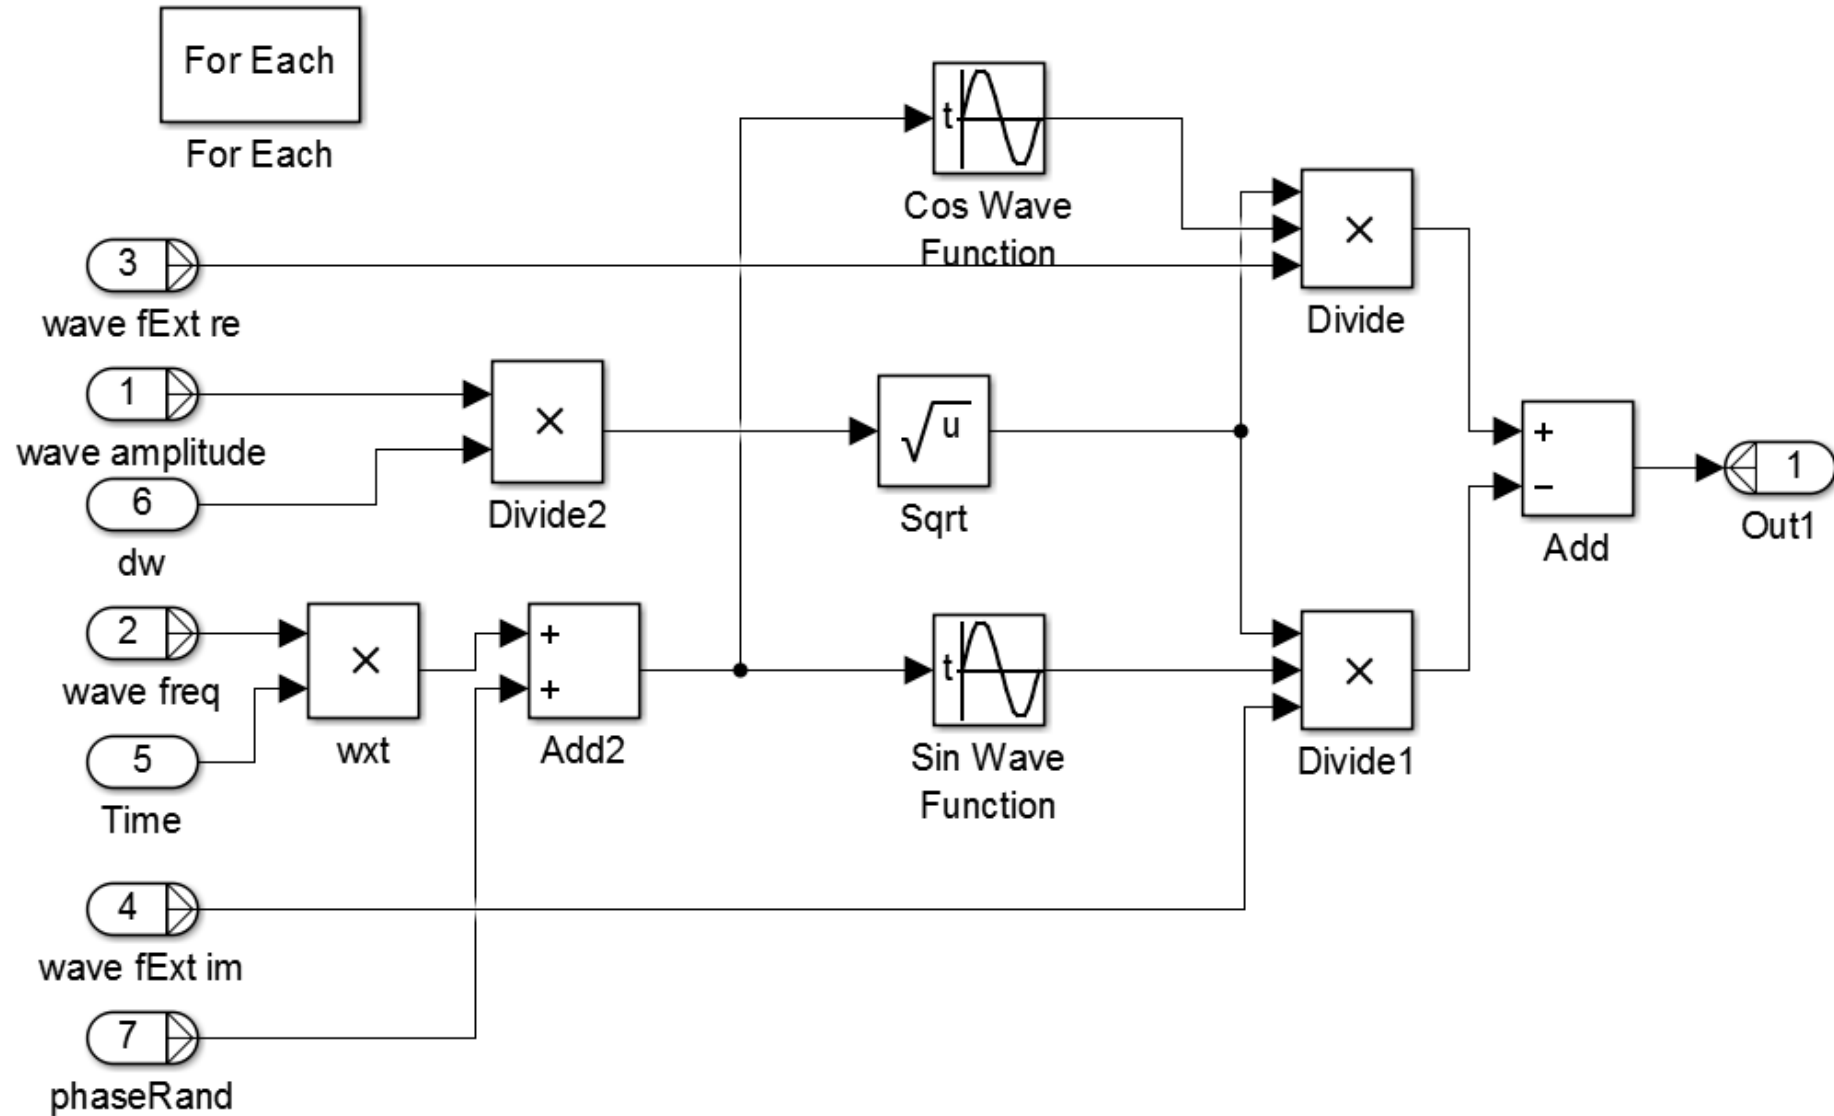 For Each
For Each
t
Cos Wave
Function
3
wave fExt re
×
Divide
1
wave amplitude
×
Divide2
√u
Sqrt
6
dw
+
−
Add
1
Out1
2
wave freq
×
wxt
+
+
Add2
t
Sin Wave
Function
×
Divide1
5
Time
4
wave fExt im
7
phaseRand